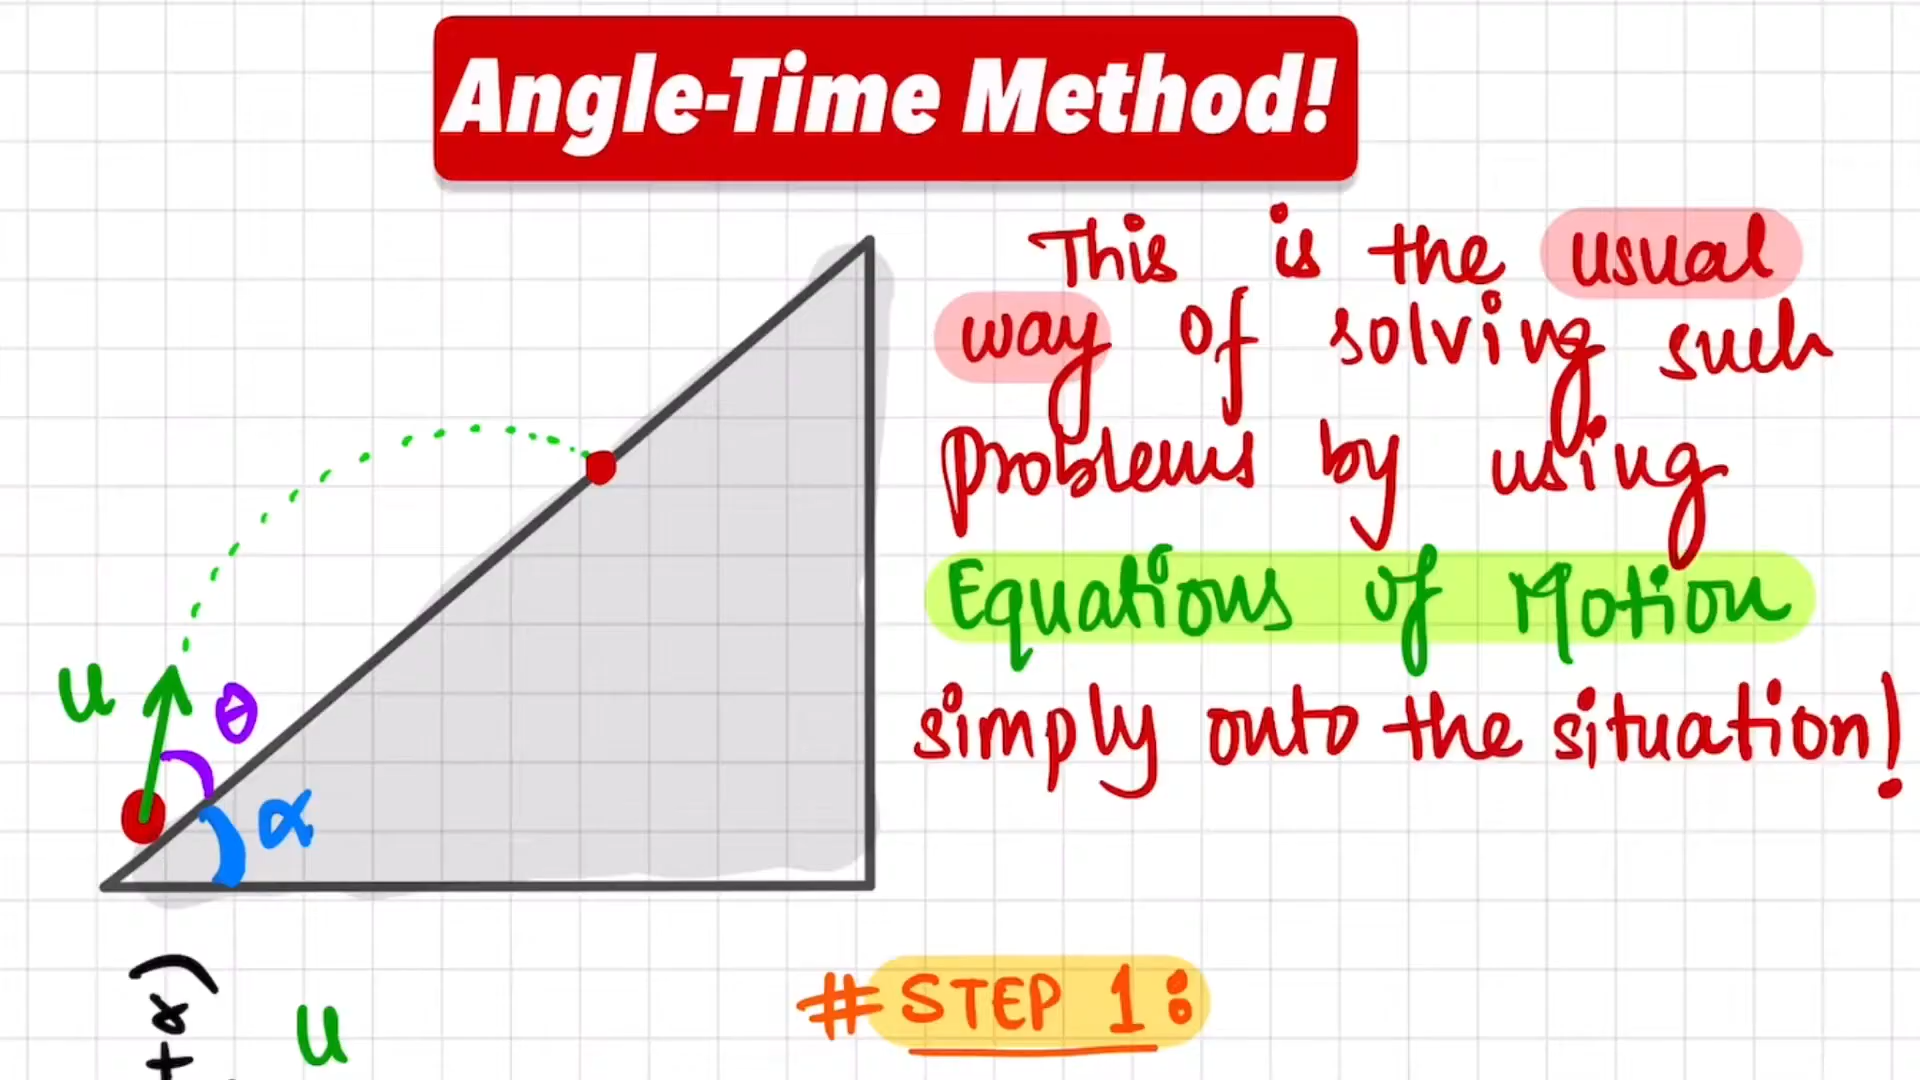 Angle-Time Method!
This is the usual
way of solving such
problems by using
Equations of Motion
simply onto the situation!
u
θ
α
# STEP 1:
+α)
u